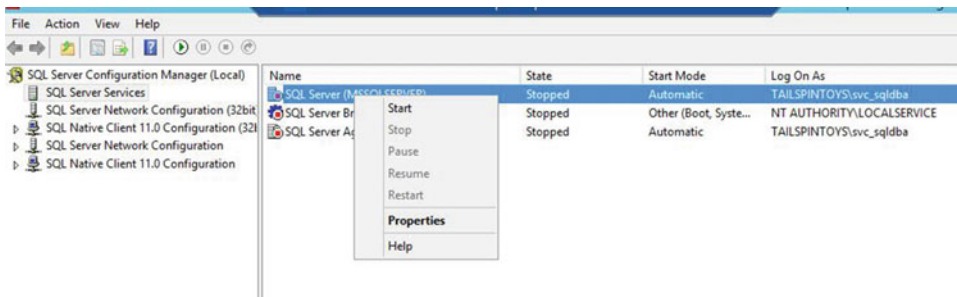 File Action View Help
SQL Server Configuration Manager (Local)
SQL Server Services
SQL Server Network Configuration (32bit
SQL Native Client 11.0 Configuration (32
SQL Server Network Configuration
SQL Native Client 11.0 Configuration
Name State Start Mode Log On As
SQL Server (MSSQLSERVER) Stopped Automatic TAILSPINTOYS\svc_sqldba
SQL Server Br Stopped Other (Boot, Syste... NT AUTHORITY\LOCALSERVICE
SQL Server Ag Stopped Automatic TAILSPINTOYS\svc_sqldba
Start
Stop
Pause
Resume
Restart
Properties
Help